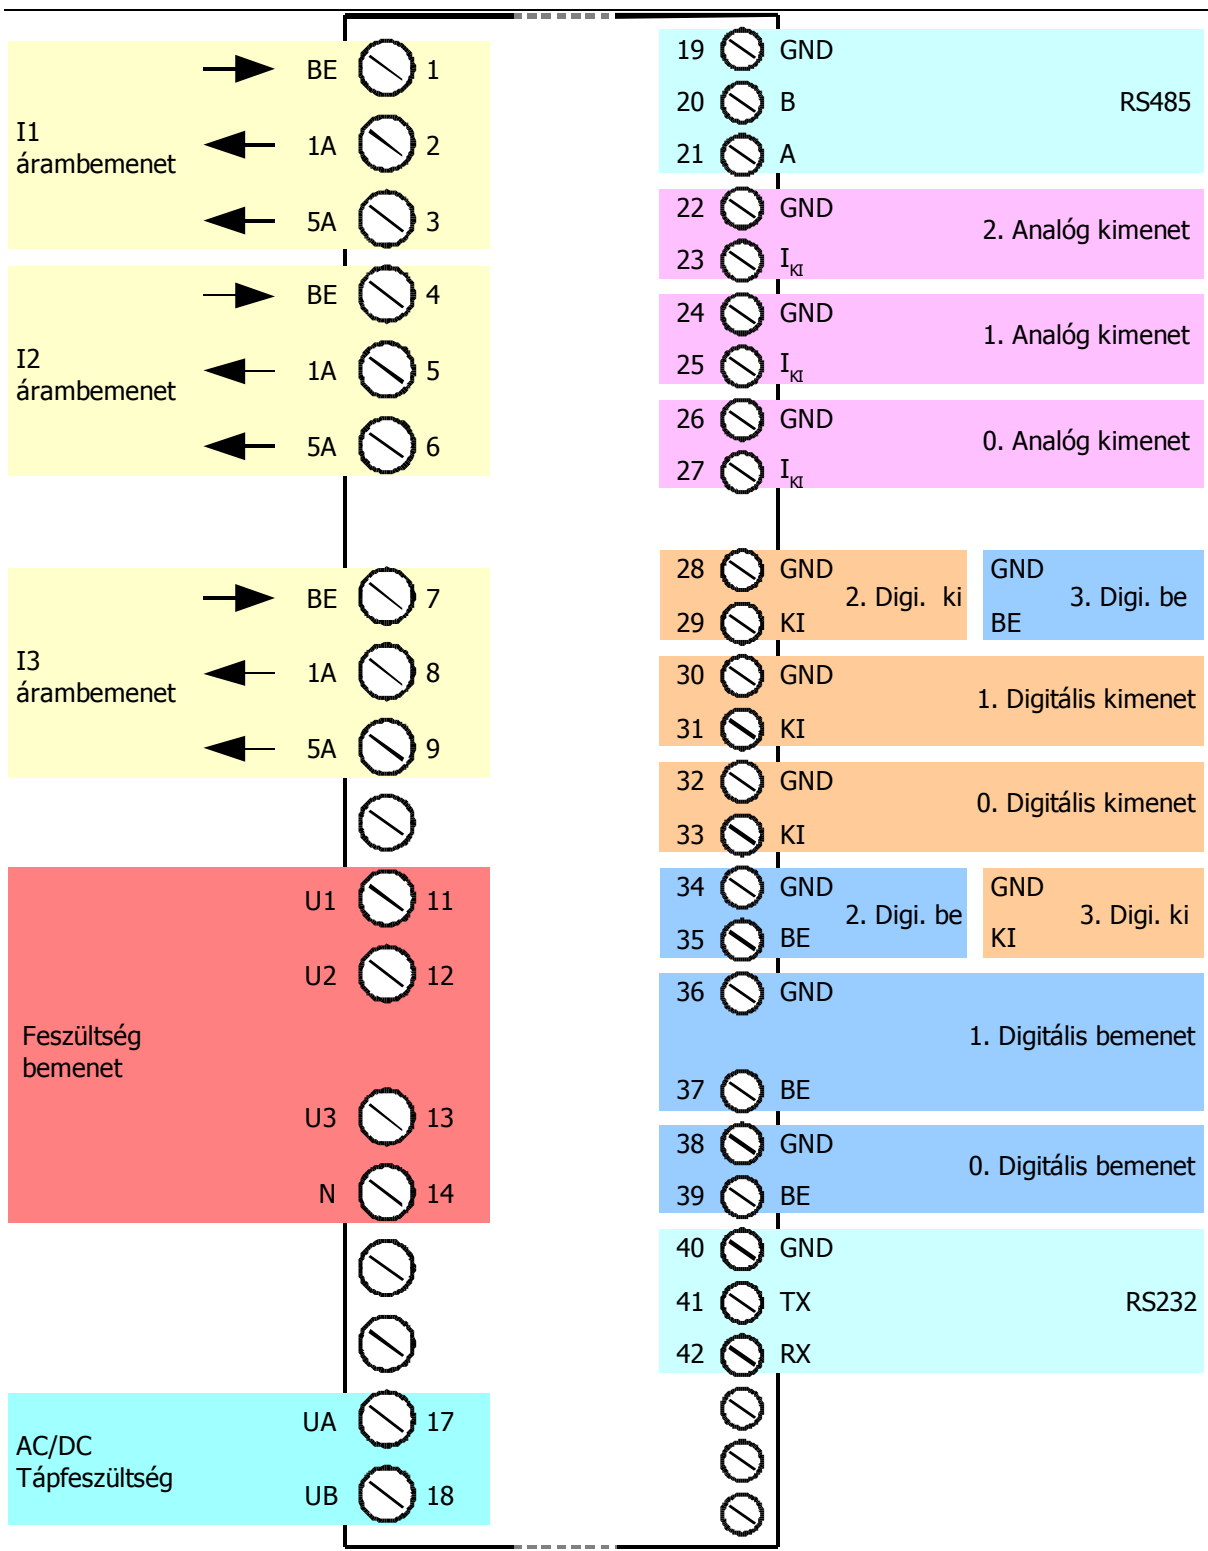 BE 1
I1
árambemenet
1A 2
5A 3
BE 4
I2
árambemenet
1A 5
5A 6
BE 7
I3
árambemenet
1A 8
5A 9
U1 11
U2 12
Feszültség
bemenet
U3 13
N 14
UA 17
AC/DC
Tápfeszültség
UB 18
19 GND
20 B RS485
21 A
22 GND
2. Analóg kimenet
23 IKI
24 GND
1. Analóg kimenet
25 IKI
26 GND
0. Analóg kimenet
27 IKI
28 GND GND
2. Digi. ki 3. Digi. be
29 KI BE
30 GND
1. Digitális kimenet
31 KI
32 GND
0. Digitális kimenet
33 KI
34 GND GND
2. Digi. be 3. Digi. ki
35 BE KI
36 GND
1. Digitális bemenet
37 BE
38 GND
0. Digitális bemenet
39 BE
40 GND
41 TX RS232
42 RX